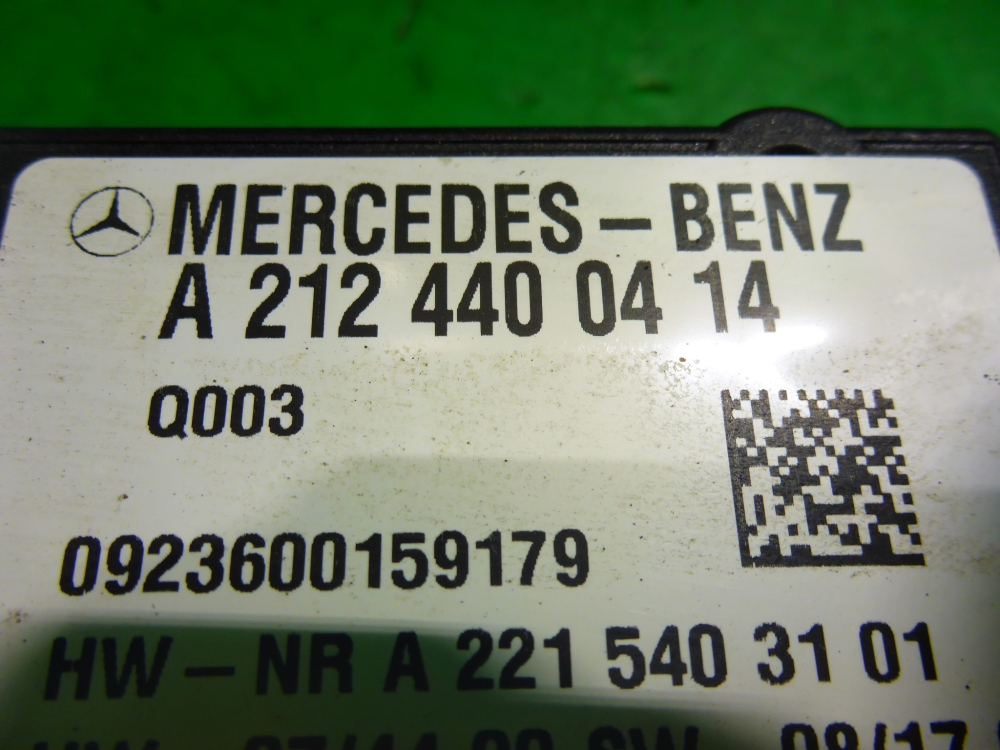 MERCEDES-BENZ
A 212 440 04 14
Q003
0923600159179
HW-NR A 221 540 31 01